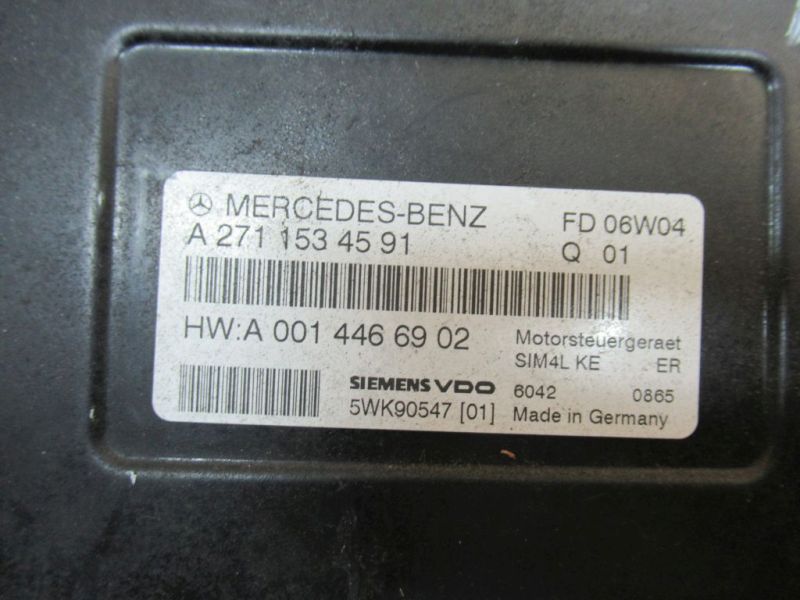 MERCEDES-BENZ FD 06W04
A 271 153 45 91 Q 01
HW:A 001 446 69 02 Motorsteuergeraet
SIM4L KE ER
SIEMENS VDO 6042 0865
5WK90547 [01] Made in Germany